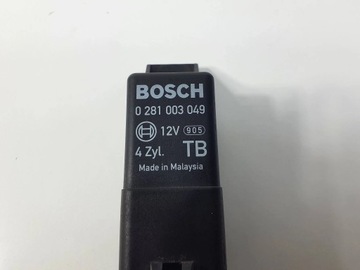 BOSCH
0 281 003 049
12V 905
4 Zyl. TB
Made in Malaysia